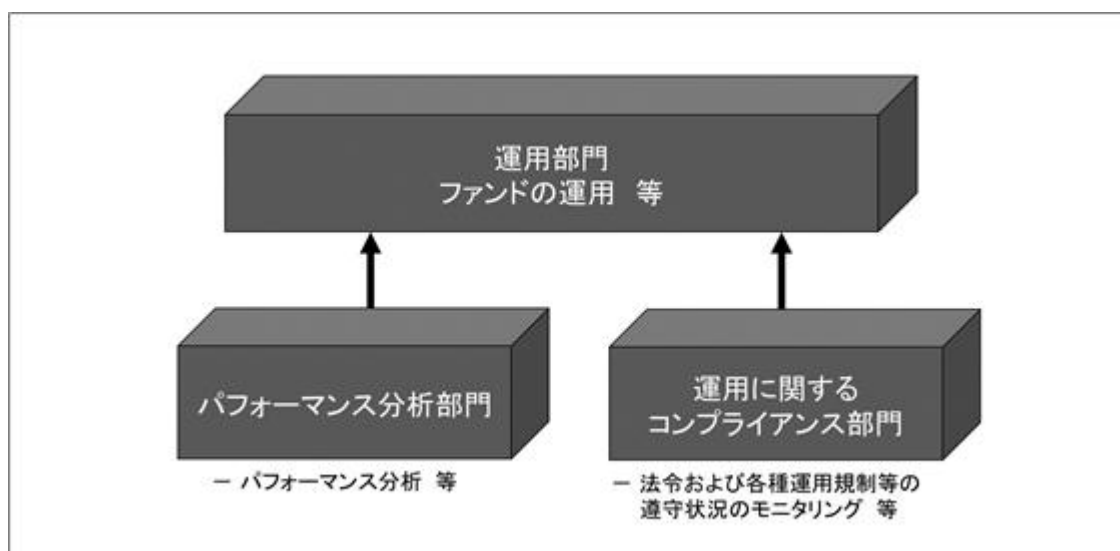 運用部門
ファンドの運用 等
パフォーマンス分析部門
－ パフォーマンス分析 等
運用に関する
コンプライアンス部門
－ 法令および各種運用規制等の
遵守状況のモニタリング 等